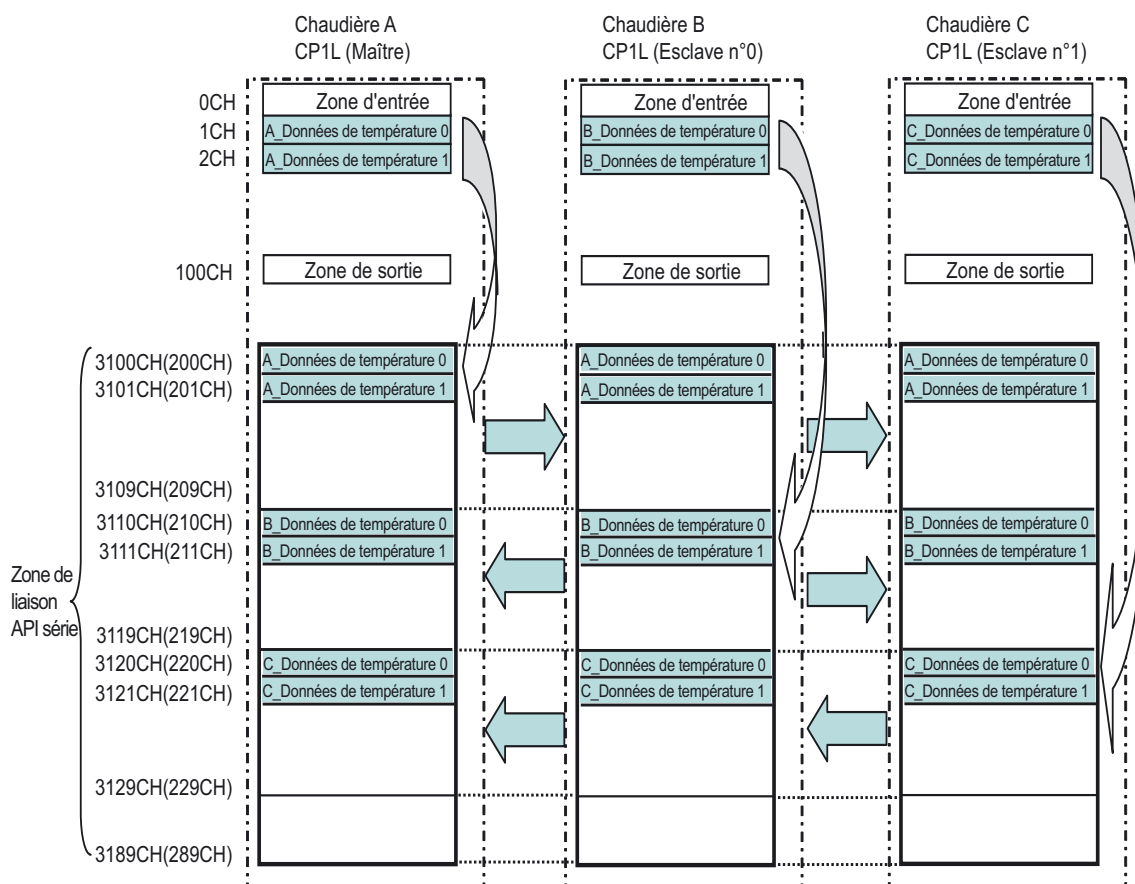 Chaudière A
CP1L (Maître)
Chaudière B
CP1L (Esclave n°0)
Chaudière C
CP1L (Esclave n°1)
0CH
Zone d'entrée
Zone d'entrée
Zone d'entrée
1CH
A_Données de température 0
B_Données de température 0
C_Données de température 0
2CH
A_Données de température 1
B_Données de température 1
C_Données de température 1
100CH
Zone de sortie
Zone de sortie
Zone de sortie
3100CH(200CH)
A_Données de température 0
A_Données de température 0
A_Données de température 0
3101CH(201CH)
A_Données de température 1
A_Données de température 1
A_Données de température 1
3109CH(209CH)
3110CH(210CH)
B_Données de température 0
B_Données de température 0
B_Données de température 0
3111CH(211CH)
B_Données de température 1
B_Données de température 1
B_Données de température 1
Zone de
liaison
API série
3119CH(219CH)
3120CH(220CH)
C_Données de température 0
C_Données de température 0
C_Données de température 0
3121CH(221CH)
C_Données de température 1
C_Données de température 1
C_Données de température 1
3129CH(229CH)
3189CH(289CH)